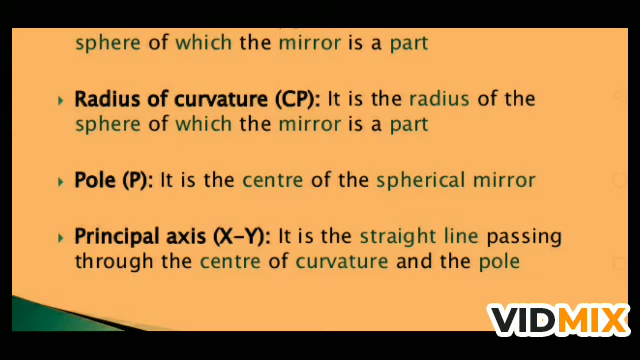 sphere of which the mirror is a part
Radius of curvature (CP): It is the radius of the
sphere of which the mirror is a part
Pole (P): It is the centre of the spherical mirror
Principal axis (X-Y): It is the straight line passing
through the centre of curvature and the pole
VIDMIX